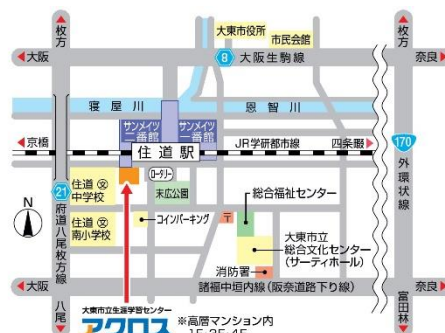 枚方
枚方
大東市役所
市民会館
大阪
8
大阪生駒線
奈良
寝屋川
恩智川
サンメイツ
二番館
サンメイツ
一番館
京橋
住道駅
JR学研都市線
四条畷
170
外環状線
住道 文
中学校
ロータリー
末広公園
総合福祉センター
21
府道八尾枚方線
N
住道 文
南小学校
コインパーキング
〒
大東市立
総合文化センター
(サーティホール)
消防署
大阪
諸福中垣内線(阪奈道路下り線)
奈良
八尾
富田林
大東市立生涯学習センター
アクロス
※高層マンション内
1F・2F・4F